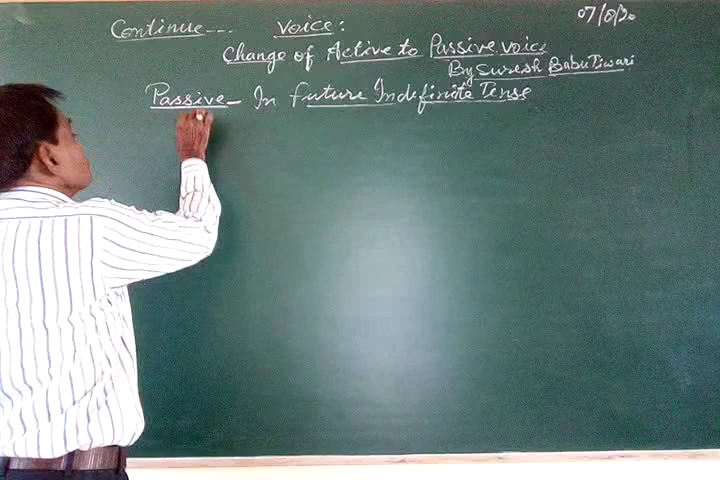 Continue--- Voice: 07/8/20
Change of Active to Passive voice
By Suresh Babu Tiwari
Passive- In future Indefinite Tense